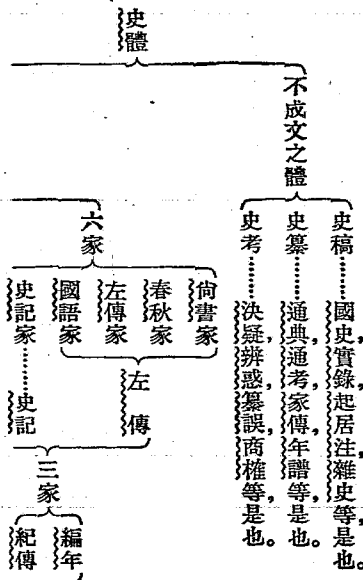 史體
不成文之體
史稿……國史,實錄,起居注,雜史等,是也。
史纂……通典,通考,家傳,年譜等,是也。
史考……決疑,辨惑,纂誤,商榷等,是也。
六家
尙書家
春秋家
左傳家
國語家
史記家……史記
左傳
三家
編年
紀傳